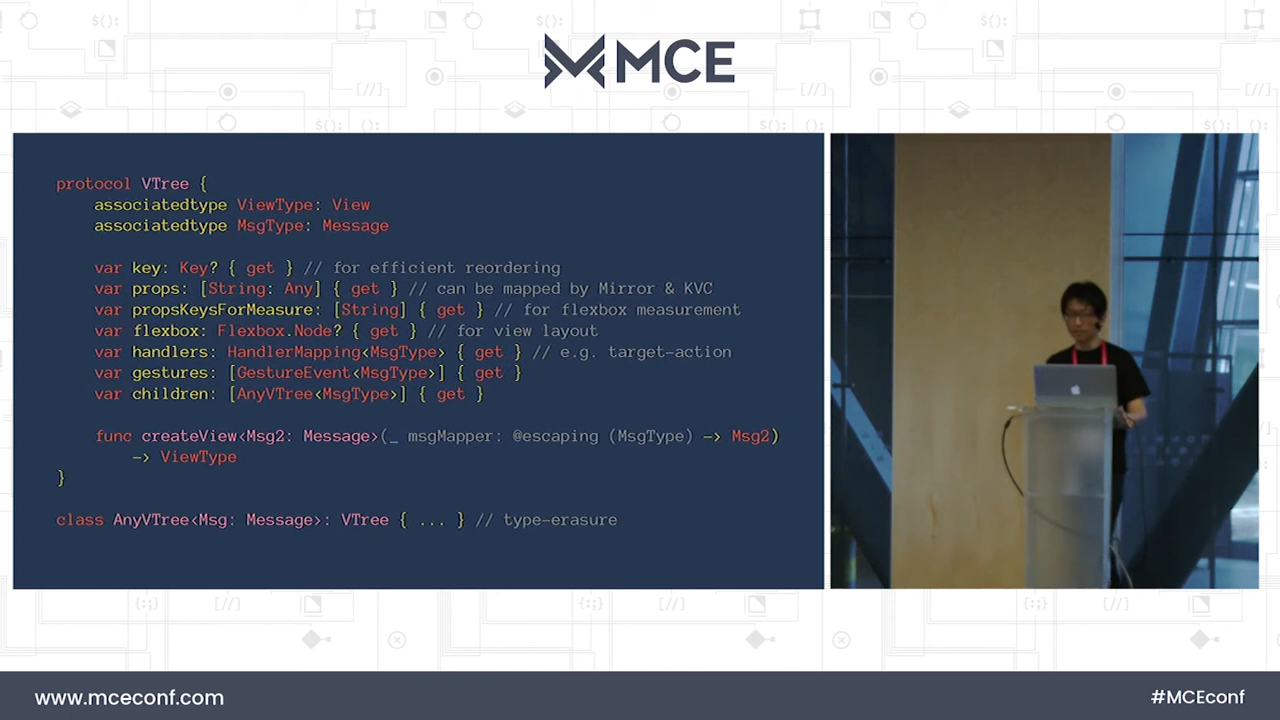 MCE
protocol VTree {
associatedtype ViewType: View
associatedtype MsgType: Message
var key: Key? { get } // for efficient reordering
var props: [String: Any] { get } // can be mapped by Mirror & KVC
var propsKeysForMeasure: [String] { get } // for flexbox measurement
var flexbox: Flexbox.Node? { get } // for view layout
var handlers: HandlerMapping<MsgType> { get } // e.g. target-action
var gestures: [GestureEvent<MsgType>] { get }
var children: [AnyVTree<MsgType>] { get }
func createView<Msg2: Message>(_ msgMapper: @escaping (MsgType) -> Msg2)
-> ViewType
}
class AnyVTree<Msg: Message>: VTree { ... } // type-erasure
www.mceconf.com
#MCEconf